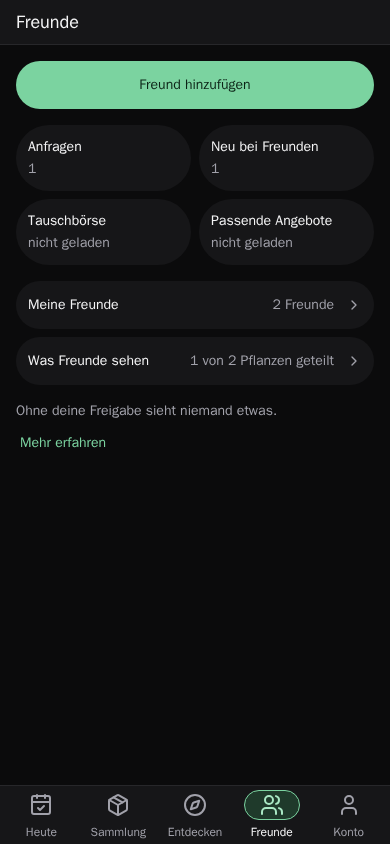 Freunde
Freund hinzufügen
Anfragen
1
Neu bei Freunden
1
Tauschbörse
nicht geladen
Passende Angebote
nicht geladen
Meine Freunde 2 Freunde
Was Freunde sehen 1 von 2 Pflanzen geteilt
Ohne deine Freigabe sieht niemand etwas.
Mehr erfahren
Heute Sammlung Entdecken Freunde Konto